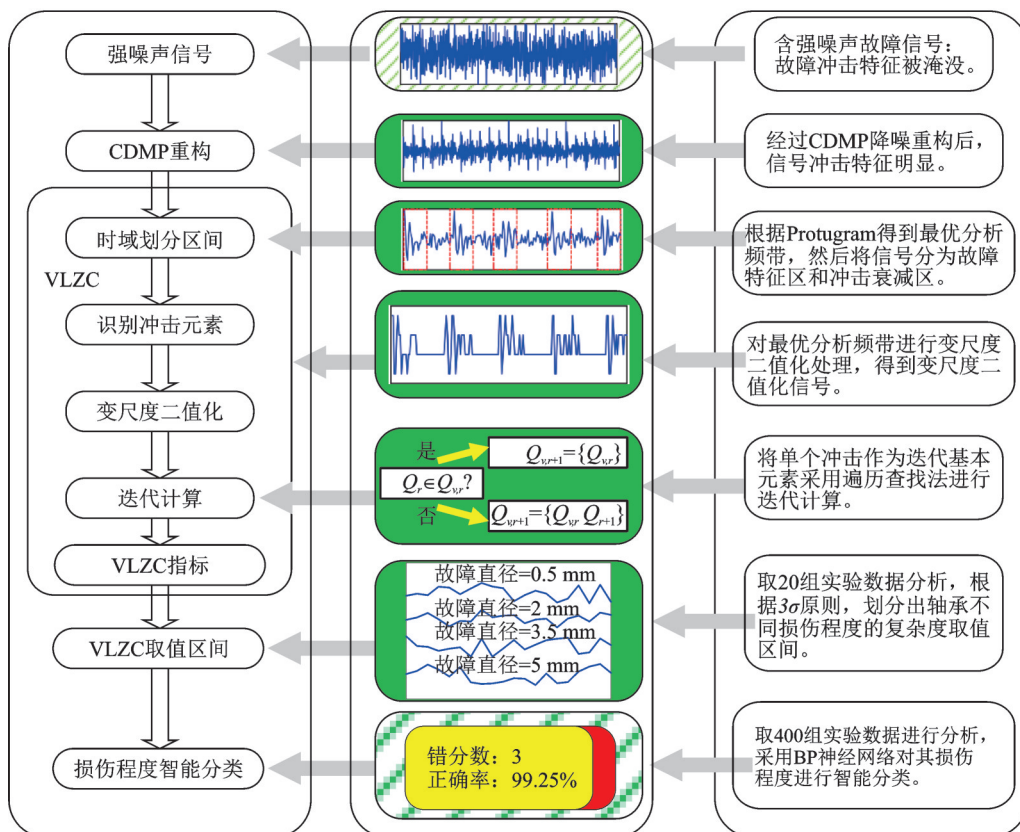 强噪声信号
CDMP重构
时域划分区间
VLZC
识别冲击元素
变尺度二值化
迭代计算
VLZC指标
VLZC取值区间
损伤程度智能分类
是
Qv,r+1={Qv,r}
Qr∈Qv,r?
否
Qv,r+1={Qv,r Qr+1}
故障直径=0.5 mm
故障直径=2 mm
故障直径=3.5 mm
故障直径=5 mm
错分数：3
正确率：99.25%
含强噪声故障信号：
故障冲击特征被淹没。
经过CDMP降噪重构后，
信号冲击特征明显。
根据Protugram得到最优分析
频带，然后将信号分为故障
特征区和冲击衰减区。
对最优分析频带进行变尺度
二值化处理，得到变尺度二
值化信号。
将单个冲击作为迭代基本
元素采用遍历查找法进行
迭代计算。
取20组实验数据分析，根
据3σ原则，划分出轴承不
同损伤程度的复杂度取值
区间。
取400组实验数据进行分析，
采用BP神经网络对其损伤
程度进行智能分类。